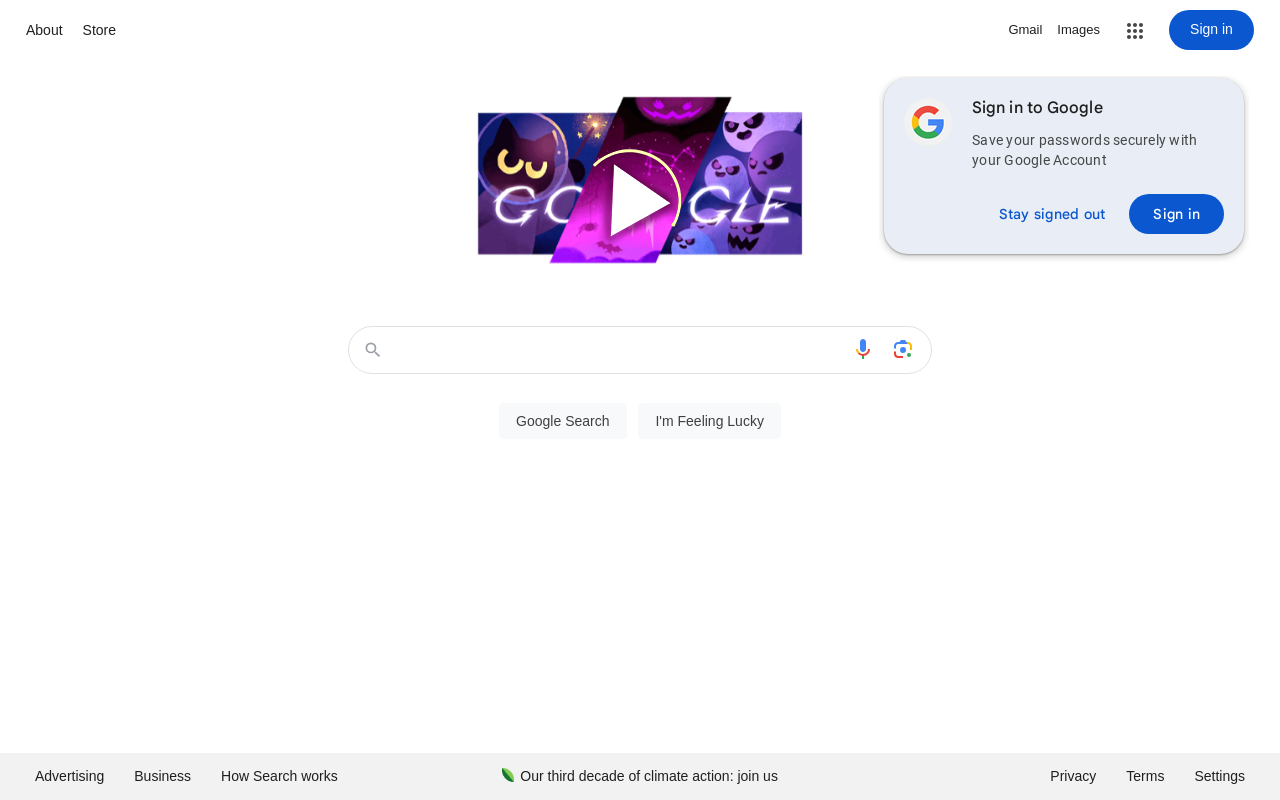 About Store
Gmail Images Sign in
Sign in to Google
Save your passwords securely with
your Google Account
Stay signed out Sign in
Google Search I'm Feeling Lucky
Advertising Business How Search works
Our third decade of climate action: join us
Privacy Terms Settings